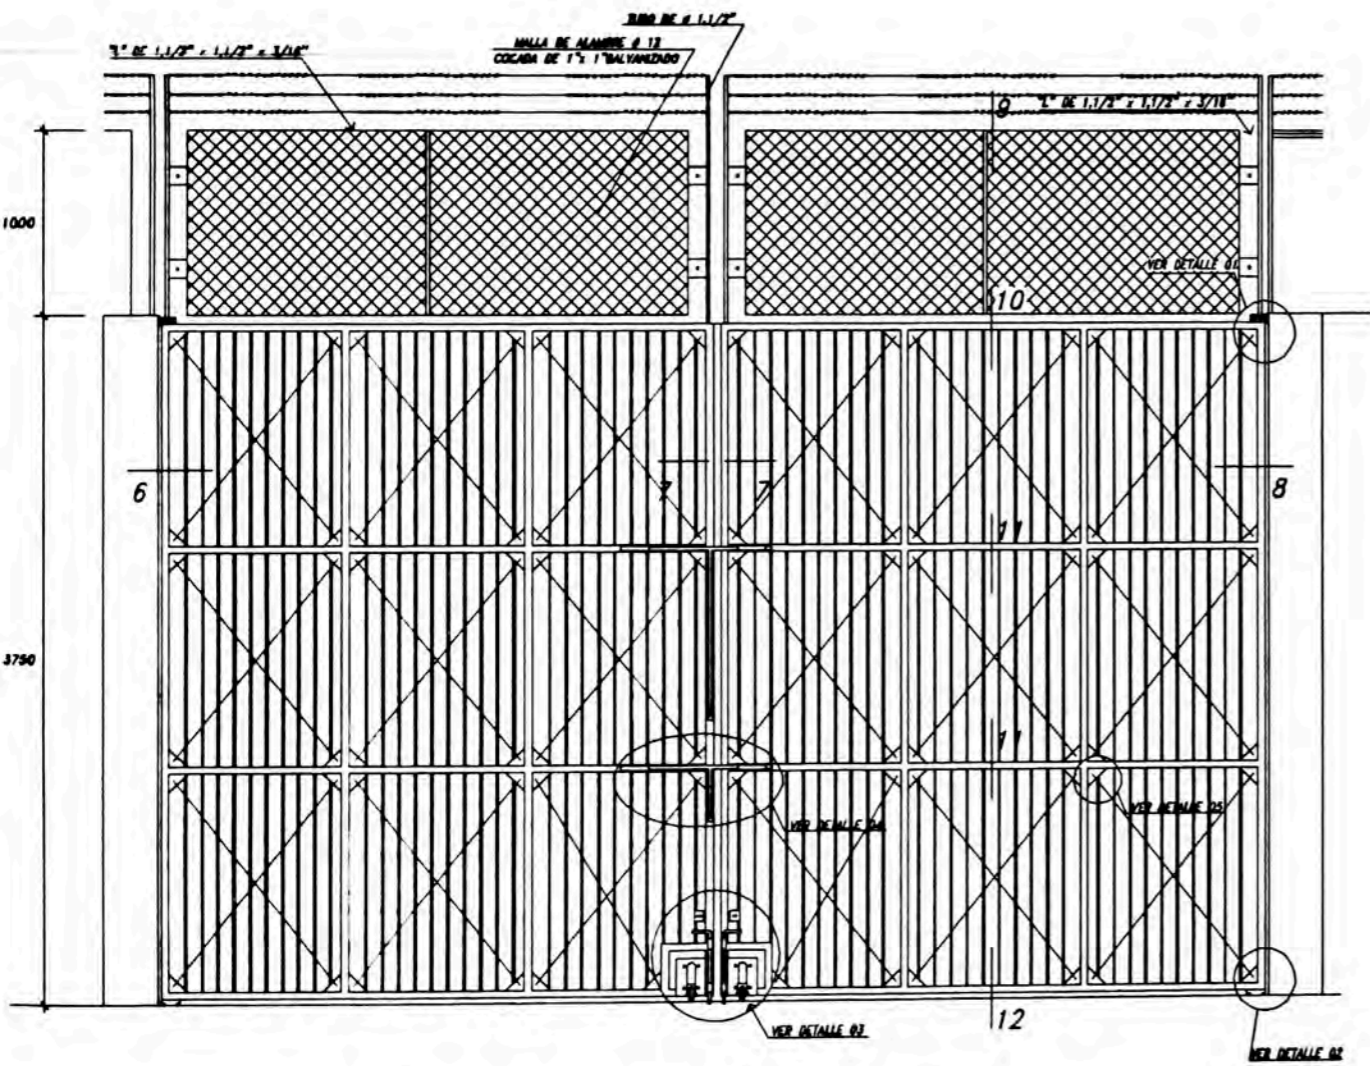 TUBO DE ø 1.1/2"
"L" DE 1.1/2" x 1.1/2" x 3/16"
MALLA DE ALAMBRE ø 12
COCADA DE 1"x 1"GALVANIZADO
9
"L" DE 1.1/2" x 1.1/2" x 3/16"
1000
VER DETALLE 01
10
6
7
7
8
11
3750
11
VER DETALLE 05
VER DETALLE 04
12
VER DETALLE 03
VER DETALLE 02